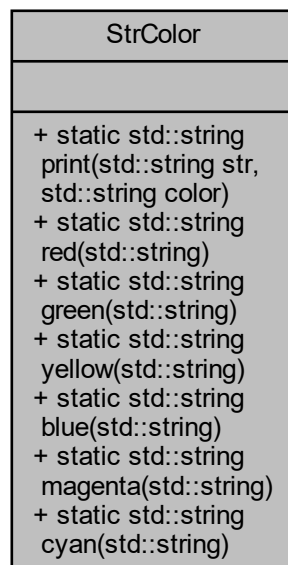 StrColor
+ static std::string
print(std::string str,
std::string color)
+ static std::string
red(std::string)
+ static std::string
green(std::string)
+ static std::string
yellow(std::string)
+ static std::string
blue(std::string)
+ static std::string
magenta(std::string)
+ static std::string
cyan(std::string)